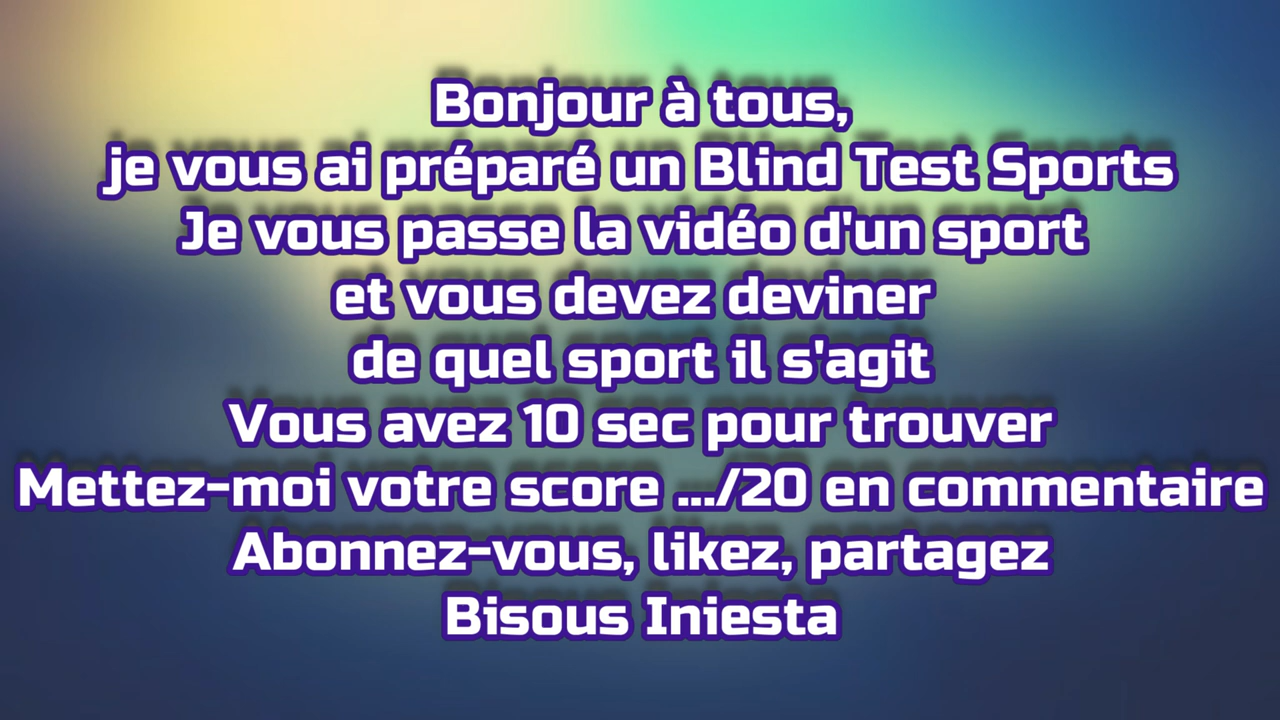 Bonjour à tous,
je vous ai préparé un Blind Test Sports
Je vous passe la vidéo d'un sport
et vous devez deviner
de quel sport il s'agit
Vous avez 10 sec pour trouver
Mettez-moi votre score .../20 en commentaire
Abonnez-vous, likez, partagez
Bisous Iniesta